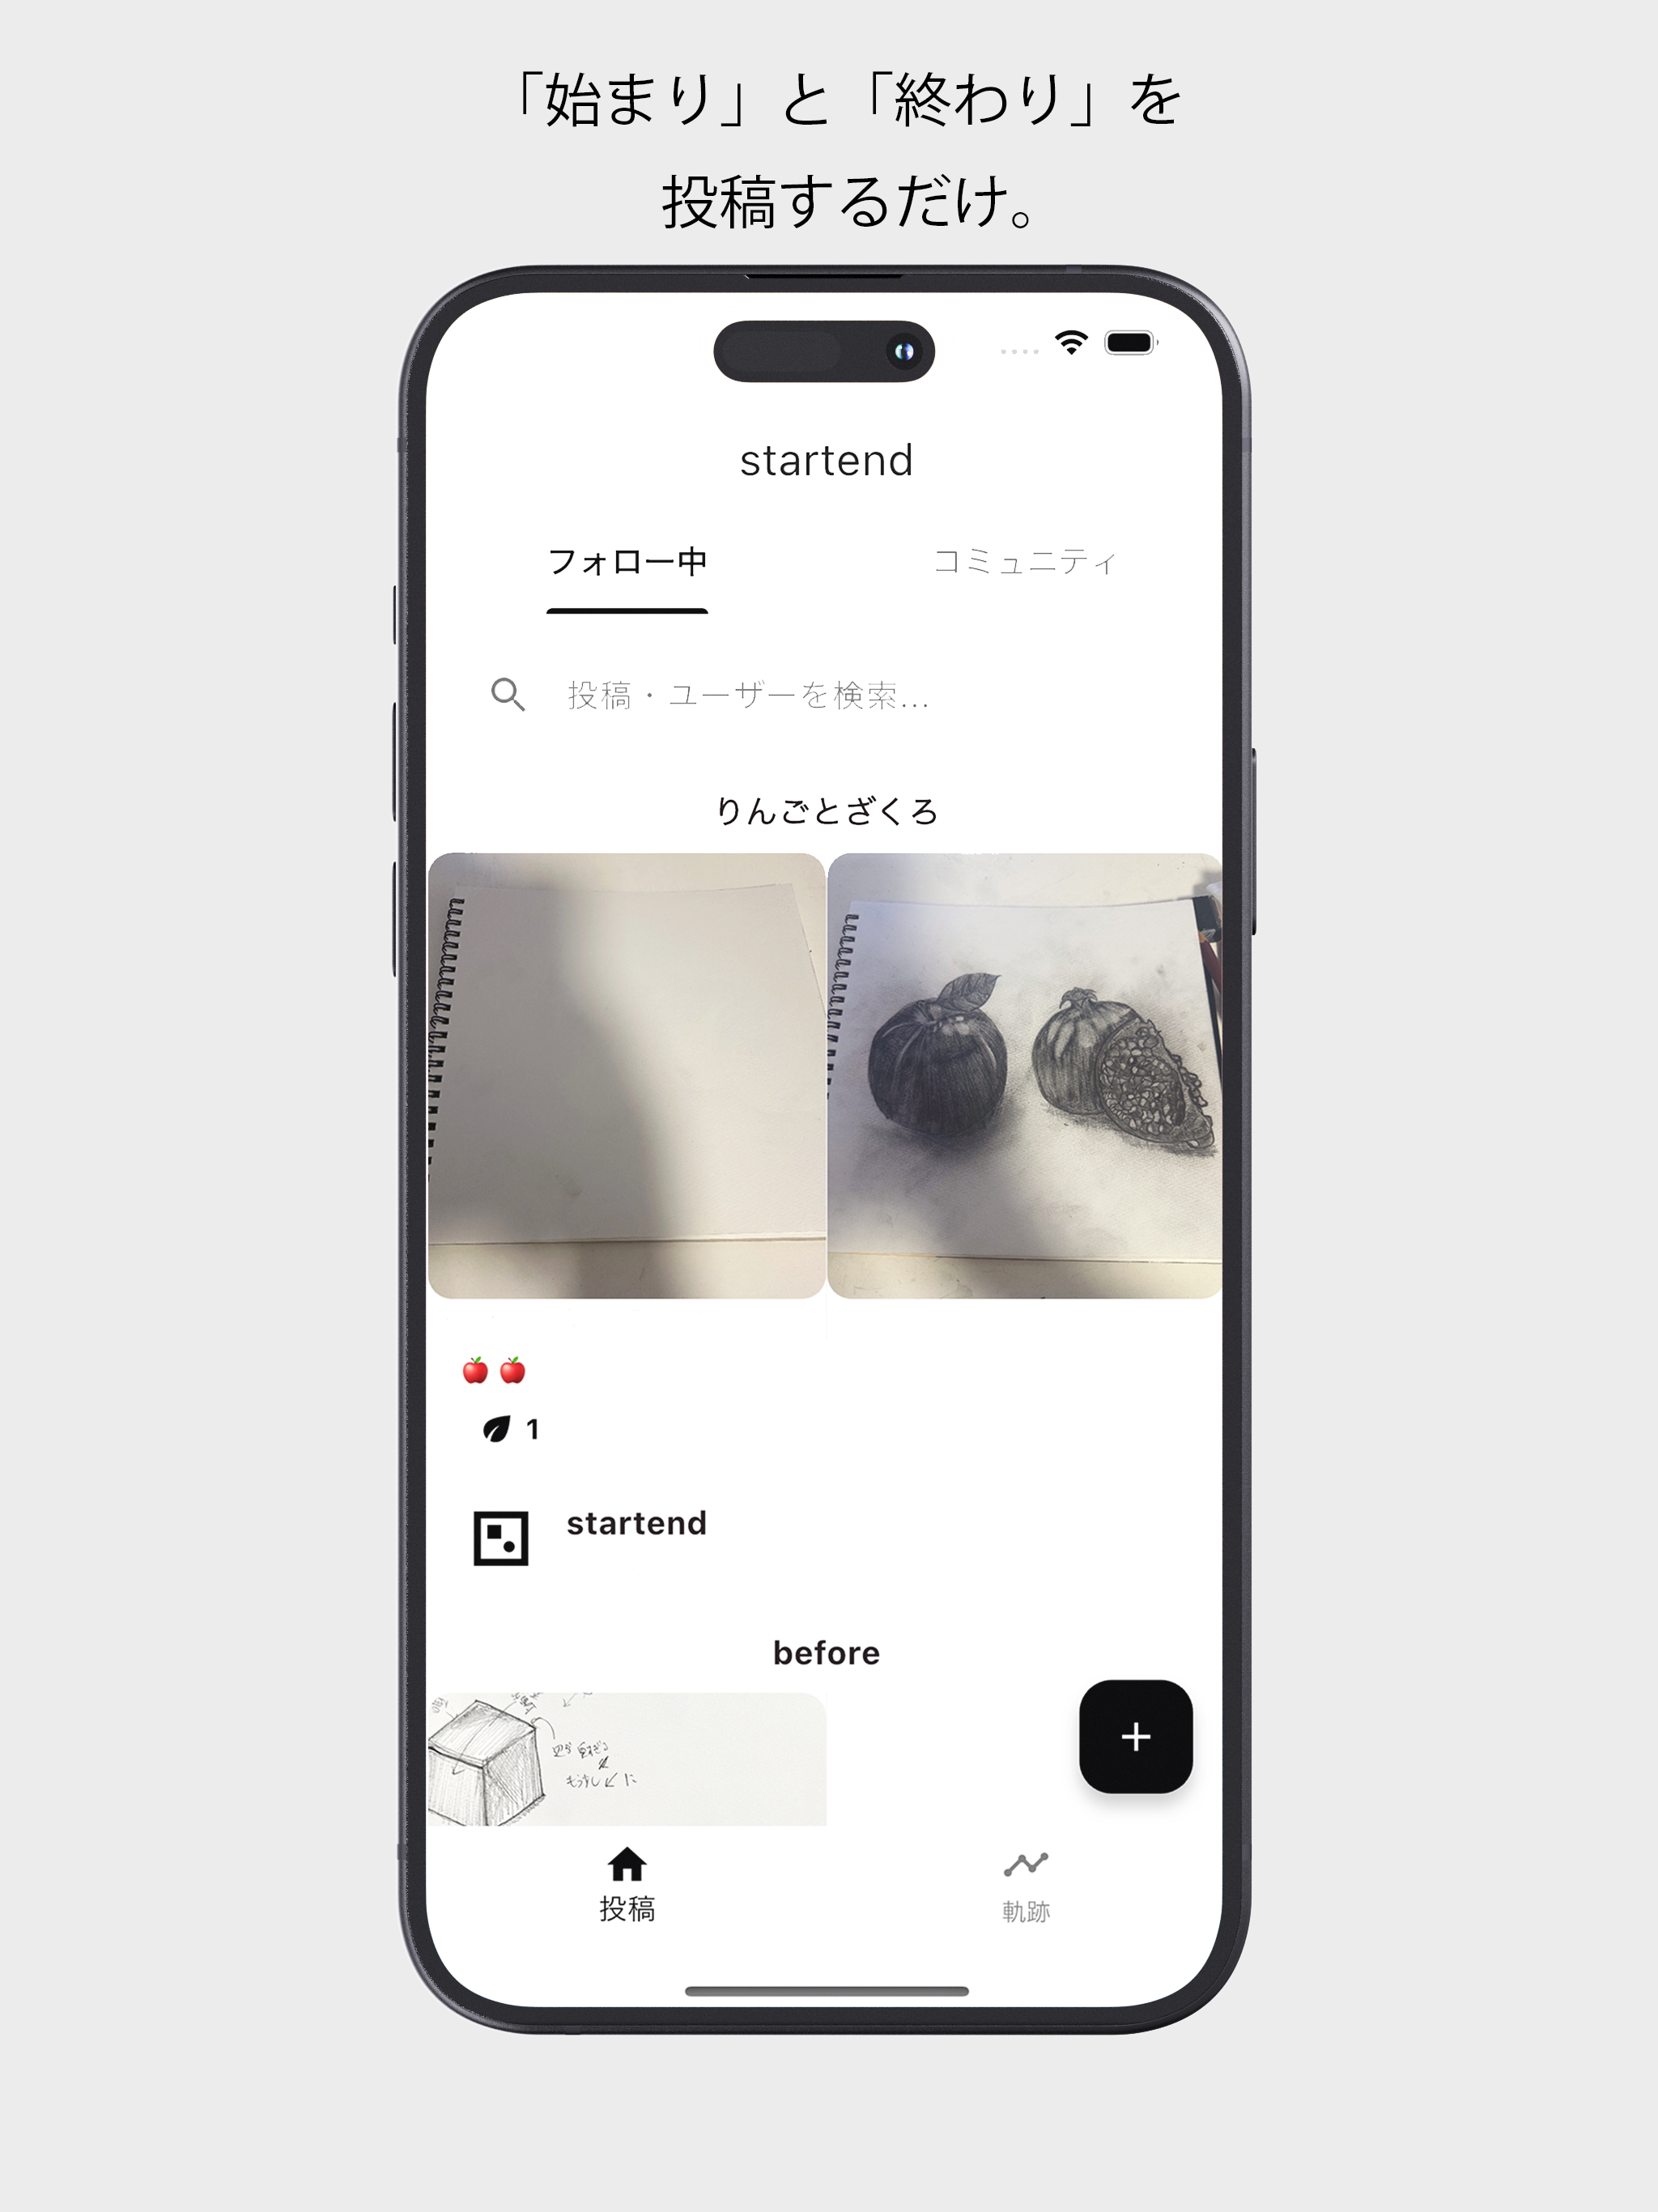 「始まり」と「終わり」を
投稿するだけ。
startend
フォロー中
コミュニティ
投稿・ユーザーを検索...
りんごとざくろ
1
startend
before
投稿
軌跡